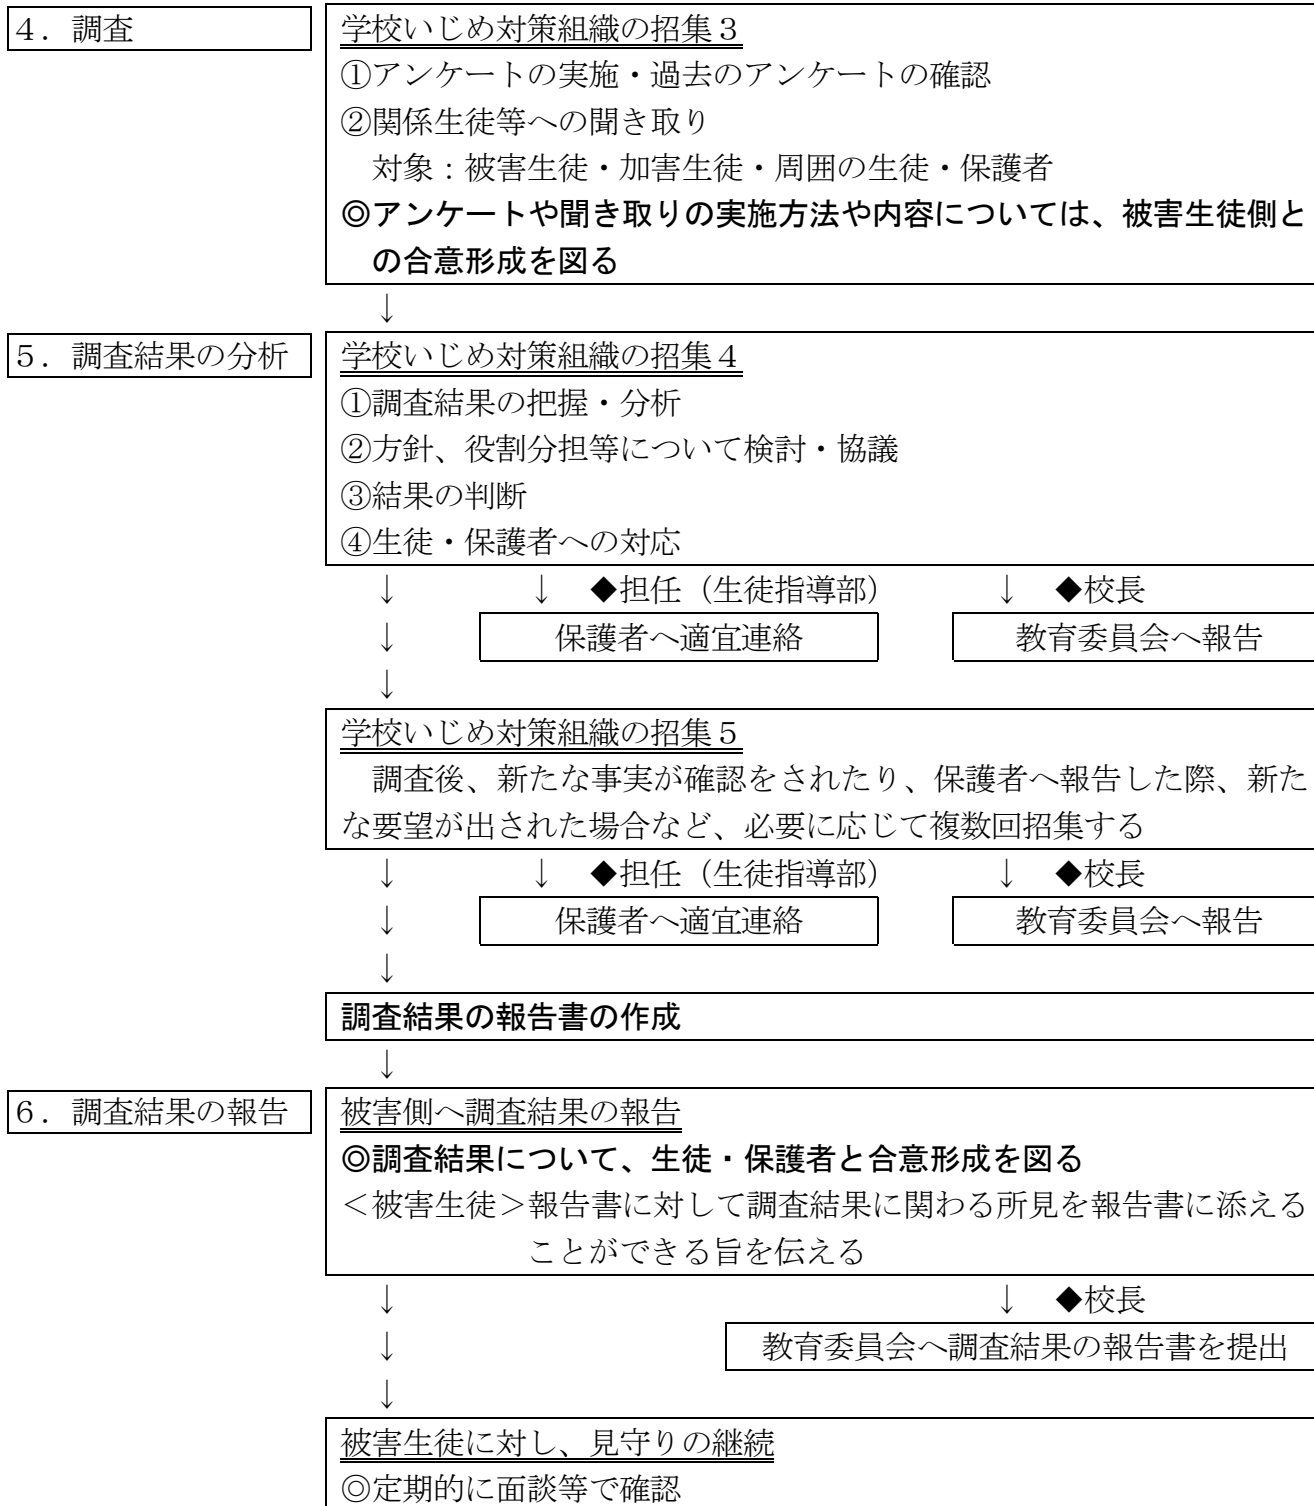 ４．調査
学校いじめ対策組織の招集３
①アンケートの実施・過去のアンケートの確認
②関係生徒等への聞き取り
対象：被害生徒・加害生徒・周囲の生徒・保護者
◎アンケートや聞き取りの実施方法や内容については、被害生徒側と
の合意形成を図る
↓
５．調査結果の分析
学校いじめ対策組織の招集４
①調査結果の把握・分析
②方針、役割分担等について検討・協議
③結果の判断
④生徒・保護者への対応
↓ ↓ ◆担任（生徒指導部） ↓ ◆校長
↓ 保護者へ適宜連絡 教育委員会へ報告
↓
学校いじめ対策組織の招集５
調査後、新たな事実が確認をされたり、保護者へ報告した際、新た
な要望が出された場合など、必要に応じて複数回招集する
↓ ↓ ◆担任（生徒指導部） ↓ ◆校長
↓ 保護者へ適宜連絡 教育委員会へ報告
↓
調査結果の報告書の作成
↓
６．調査結果の報告
被害側へ調査結果の報告
◎調査結果について、生徒・保護者と合意形成を図る
＜被害生徒＞報告書に対して調査結果に関わる所見を報告書に添える
ことができる旨を伝える
↓ ↓ ◆校長
↓ 教育委員会へ調査結果の報告書を提出
↓
被害生徒に対し、見守りの継続
◎定期的に面談等で確認